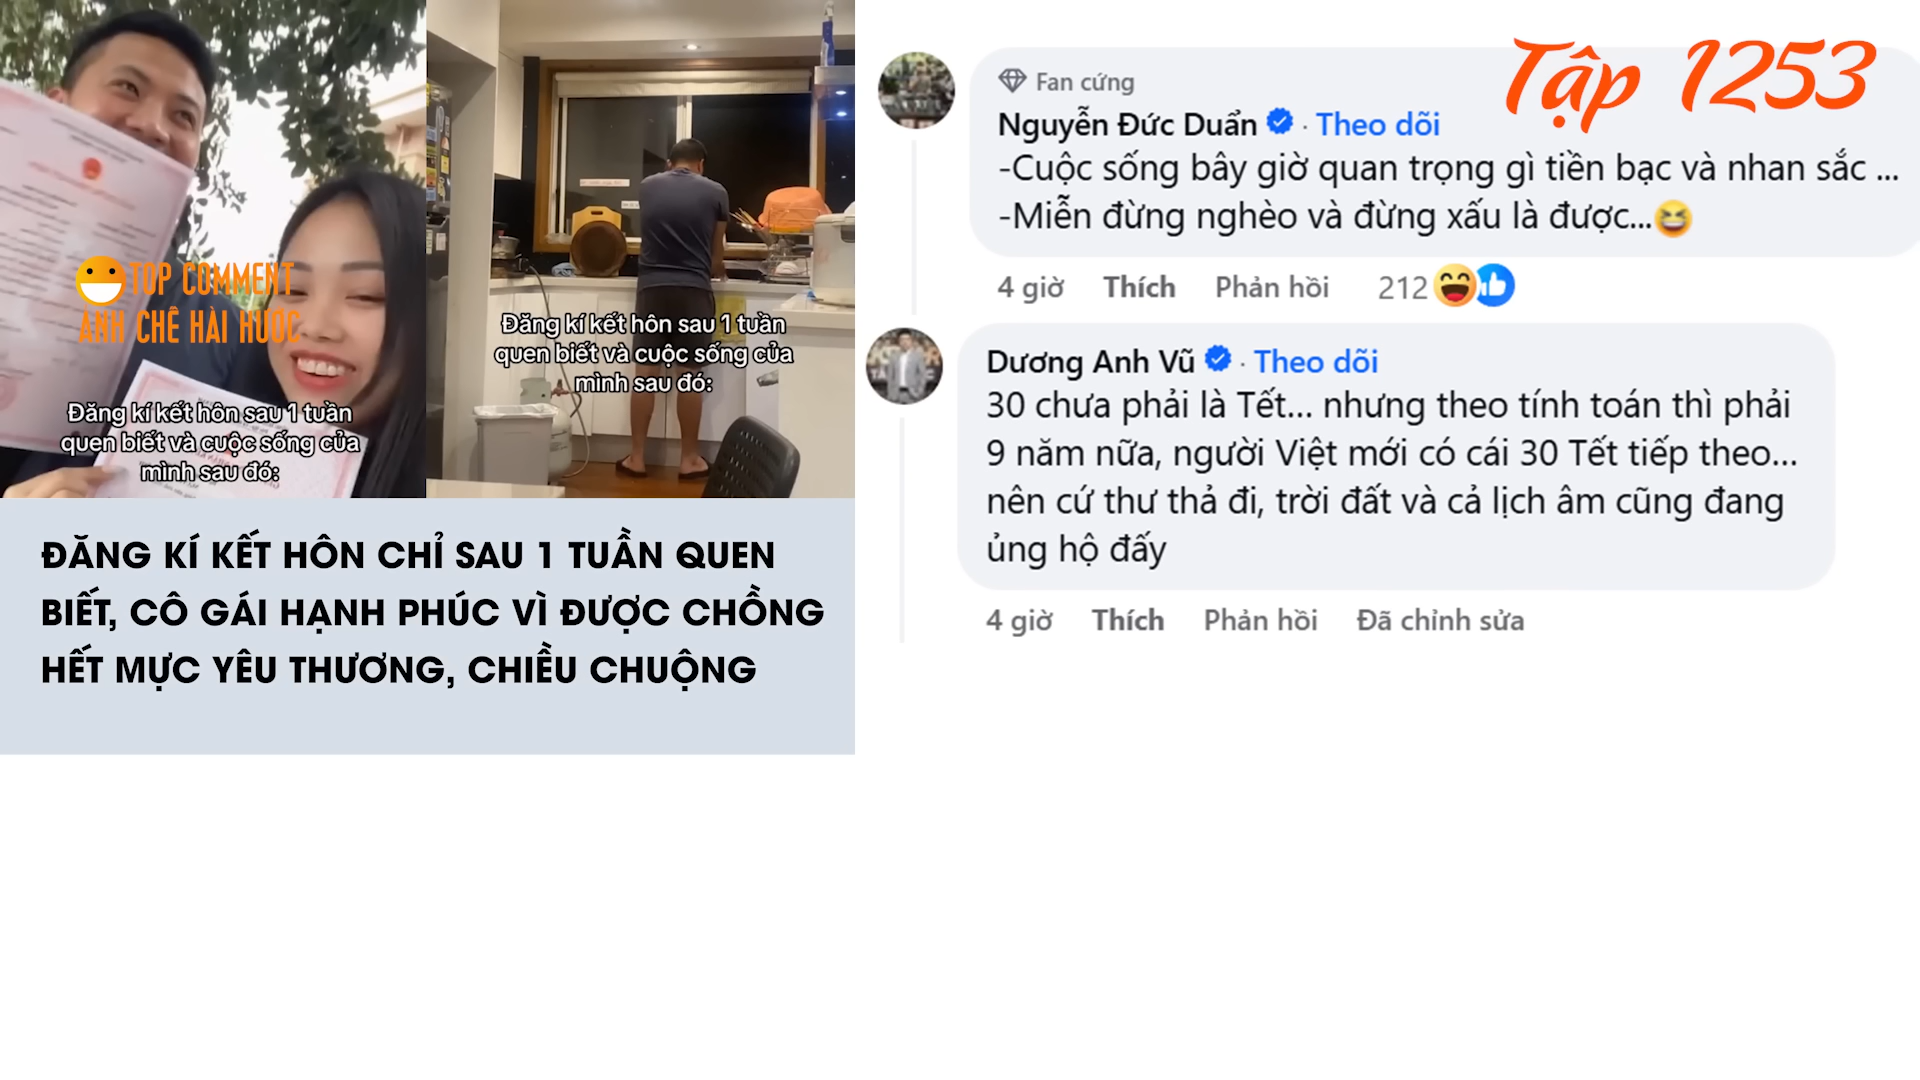 TOP COMMENT
ẢNH CHẾ HÀI HƯỚC
Đăng kí kết hôn sau 1 tuần
quen biết và cuộc sống của
mình sau đó:
Đăng kí kết hôn sau 1 tuần
quen biết và cuộc sống của
mình sau đó:
ĐĂNG KÍ KẾT HÔN CHỈ SAU 1 TUẦN QUEN
BIẾT, CÔ GÁI HẠNH PHÚC VÌ ĐƯỢC CHỒNG
HẾT MỰC YÊU THƯƠNG, CHIỀU CHUỘNG
Tập 1253
Fan cứng
Nguyễn Đức Duẩn · Theo dõi
-Cuộc sống bây giờ quan trọng gì tiền bạc và nhan sắc ...
-Miễn đừng nghèo và đừng xấu là được...😆
4 giờ Thích Phản hồi 212
Dương Anh Vũ · Theo dõi
30 chưa phải là Tết... nhưng theo tính toán thì phải
9 năm nữa, người Việt mới có cái 30 Tết tiếp theo...
nên cứ thư thả đi, trời đất và cả lịch âm cũng đang
ủng hộ đấy
4 giờ Thích Phản hồi Đã chỉnh sửa